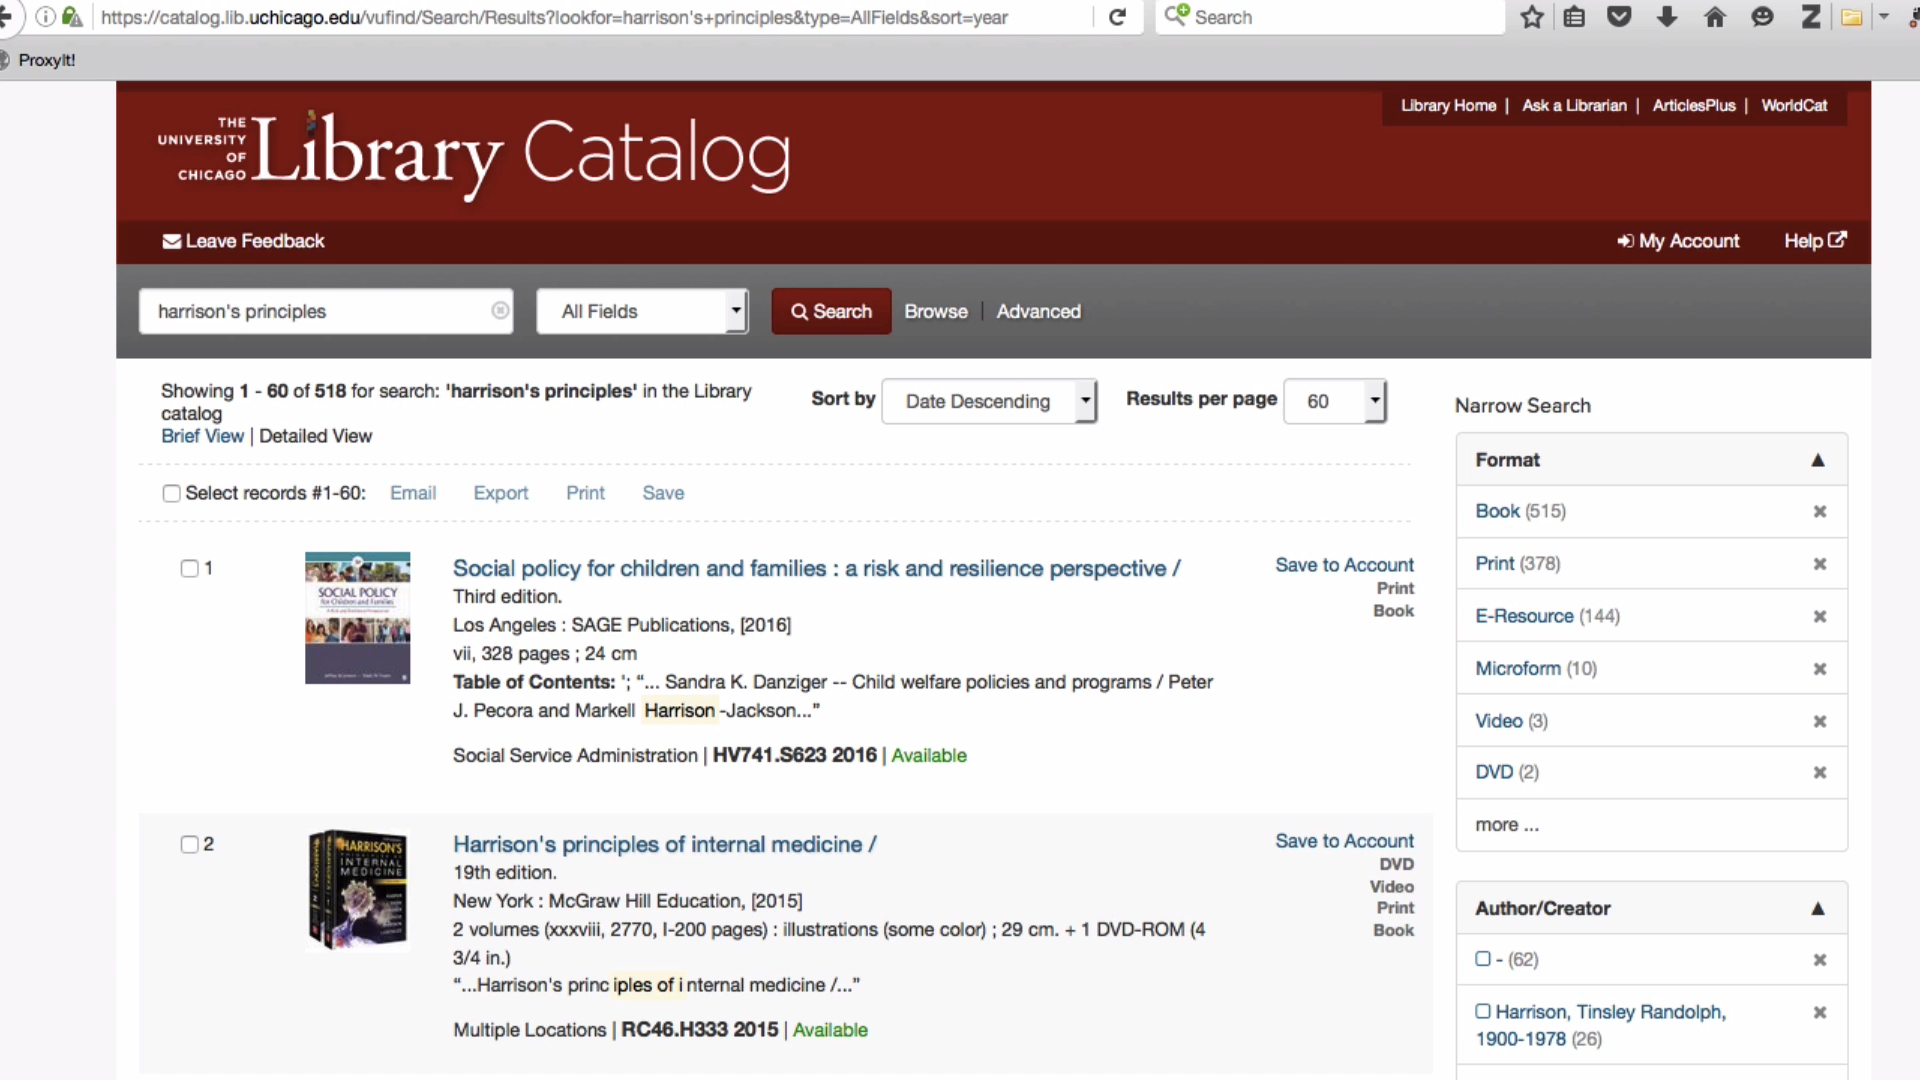 https://catalog.lib.uchicago.edu/vufind/Search/Results?lookfor=harrison's+principles&type=AllFields&sort=year
Search
ProxyIt!
Library Home | Ask a Librarian | ArticlesPlus | WorldCat
THE
UNIVERSITY
OF
CHICAGO
Library Catalog
Leave Feedback
My Account
Help
harrison's principles
All Fields
Search
Browse
Advanced
Showing 1 - 60 of 518 for search: 'harrison's principles' in the Library
catalog
Brief View | Detailed View
Sort by
Date Descending
Results per page
60
Select records #1-60:
Email
Export
Print
Save
1
SOCIAL POLICY
for Children and Families
Social policy for children and families : a risk and resilience perspective /
Third edition.
Los Angeles : SAGE Publications, [2016]
vii, 328 pages ; 24 cm
Table of Contents: '; “... Sandra K. Danziger -- Child welfare policies and programs / Peter
J. Pecora and Markell Harrison -Jackson...”
Social Service Administration | HV741.S623 2016 | Available
Save to Account
Print
Book
2
HARRISON'S
PRINCIPLES OF
INTERNAL
MEDICINE
Harrison's principles of internal medicine /
19th edition.
New York : McGraw Hill Education, [2015]
2 volumes (xxxviii, 2770, I-200 pages) : illustrations (some color) ; 29 cm. + 1 DVD-ROM (4
3/4 in.)
“...Harrison's princ iples of i nternal medicine /...”
Multiple Locations | RC46.H333 2015 | Available
Save to Account
DVD
Video
Print
Book
Narrow Search
Format
Book (515)
Print (378)
E-Resource (144)
Microform (10)
Video (3)
DVD (2)
more ...
Author/Creator
- (62)
Harrison, Tinsley Randolph,
1900-1978 (26)